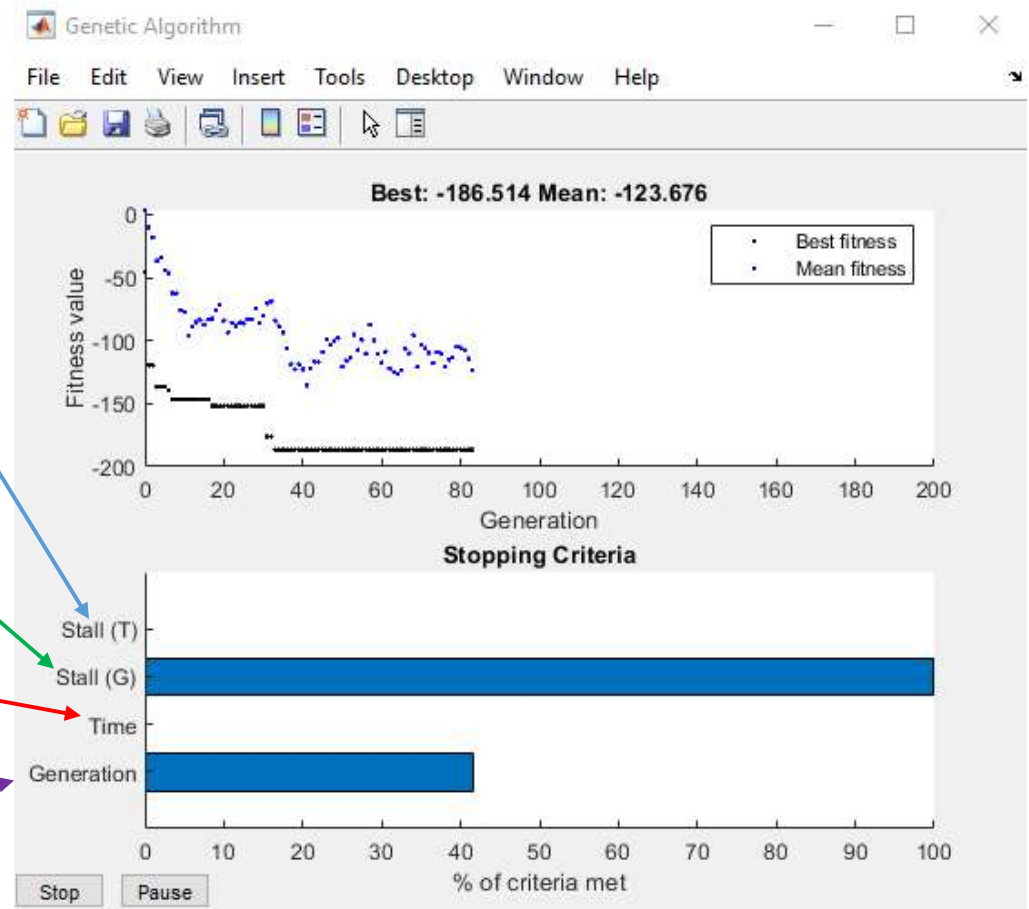 Genetic Algorithm
File Edit View Insert Tools Desktop Window Help
Best: -186.514 Mean: -123.676
0
-50
-100
-150
-200
Fitness value
Best fitness
Mean fitness
0 20 40 60 80 100 120 140 160 180 200
Generation
Stopping Criteria
Stall (T)
Stall (G)
Time
Generation
0 10 20 30 40 50 60 70 80 90 100
% of criteria met
Stop Pause